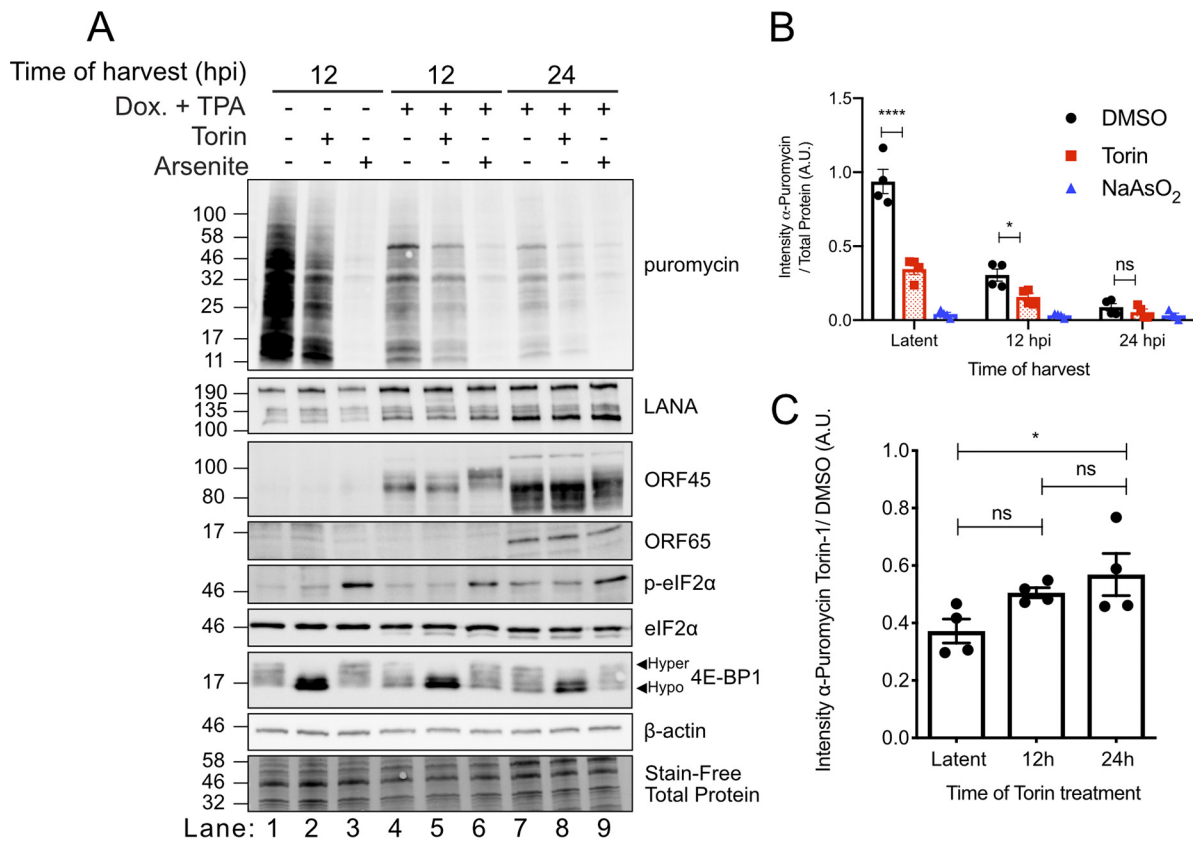 A
Time of harvest (hpi) 12 12 24
Dox. + TPA - - - + + + + + +
Torin - + - - + - - + -
Arsenite - - + - - + - - +
100
58
46
32
25
17
11
puromycin
190
135
100
LANA
100
80
ORF45
17
ORF65
46
p-eIF2α
46
eIF2α
17
Hyper
Hypo
4E-BP1
46
β-actin
58
46
32
Stain-Free
Total Protein
Lane: 1 2 3 4 5 6 7 8 9
B
Intensity α-Puromycin
/ Total Protein (A.U.)
1.5
1.0
0.5
0.0
****
*
ns
DMSO
Torin
NaAsO₂
Latent 12 hpi 24 hpi
Time of harvest
C
Intensity α-Puromycin Torin-1/ DMSO (A.U.
1.0
0.8
0.6
0.4
0.2
0.0
*
ns
ns
Latent 12h 24h
Time of Torin treatment